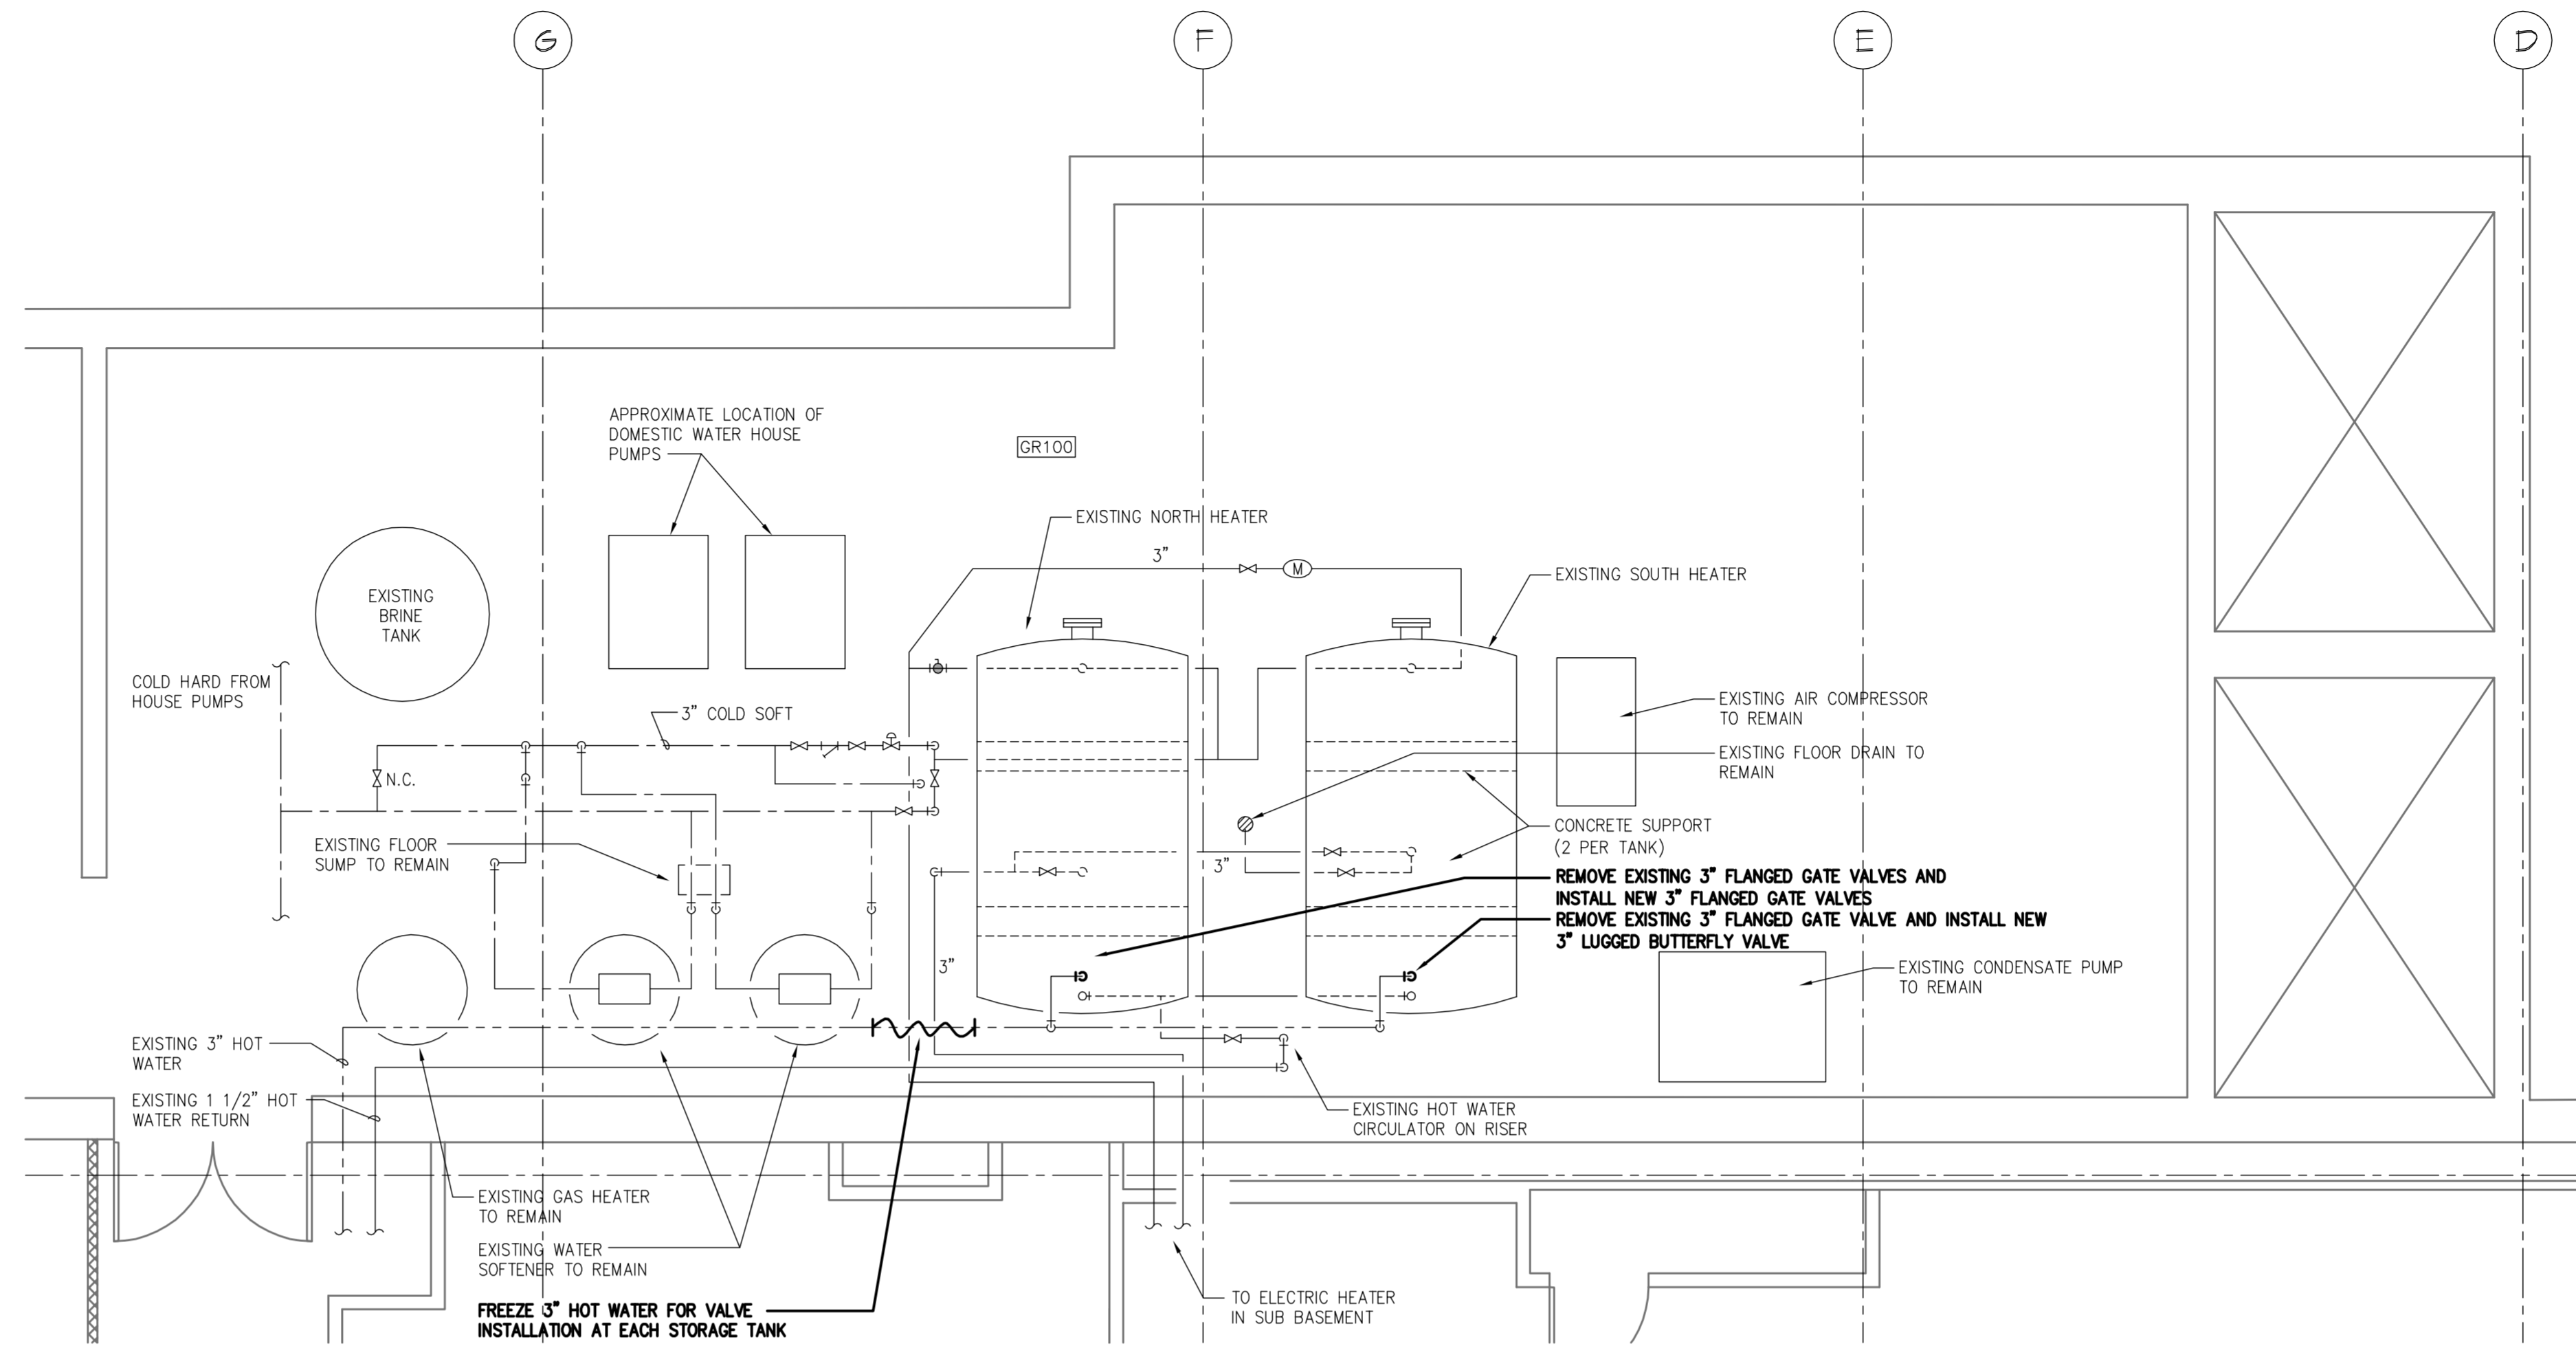 G
F
E
D
APPROXIMATE LOCATION OF
DOMESTIC WATER HOUSE
PUMPS
GR100
EXISTING NORTH HEATER
3"
M
EXISTING SOUTH HEATER
EXISTING
BRINE
TANK
COLD HARD FROM
HOUSE PUMPS
3" COLD SOFT
EXISTING AIR COMPRESSOR
TO REMAIN
EXISTING FLOOR DRAIN TO
REMAIN
N.C.
EXISTING FLOOR
SUMP TO REMAIN
CONCRETE SUPPORT
(2 PER TANK)
3"
REMOVE EXISTING 3" FLANGED GATE VALVES AND
INSTALL NEW 3" FLANGED GATE VALVES
REMOVE EXISTING 3" FLANGED GATE VALVE AND INSTALL NEW
3" LUGGED BUTTERFLY VALVE
3"
EXISTING CONDENSATE PUMP
TO REMAIN
EXISTING 3" HOT
WATER
EXISTING 1 1/2" HOT
WATER RETURN
EXISTING HOT WATER
CIRCULATOR ON RISER
EXISTING GAS HEATER
TO REMAIN
EXISTING WATER
SOFTENER TO REMAIN
TO ELECTRIC HEATER
IN SUB BASEMENT
FREEZE 3" HOT WATER FOR VALVE
INSTALLATION AT EACH STORAGE TANK